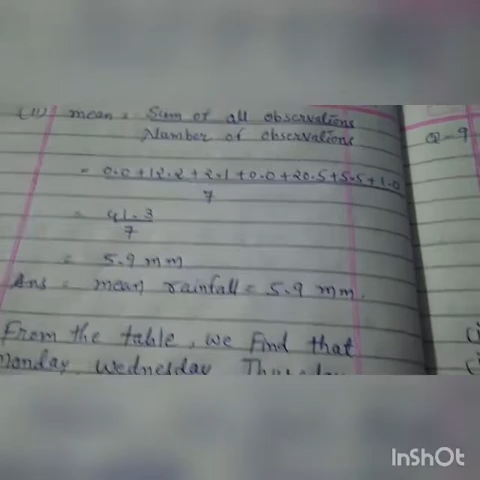 (ii) mean = Sum of all observations
Number of observations
Q-9
= 0.0+12.2+2.1+0.0+20.5+5.5+1.0
7
= 41.3
7
= 5.9 mm
Ans = mean rainfall = 5.9 mm.
From the table, we find that
Monday, Wednesday
InShOt